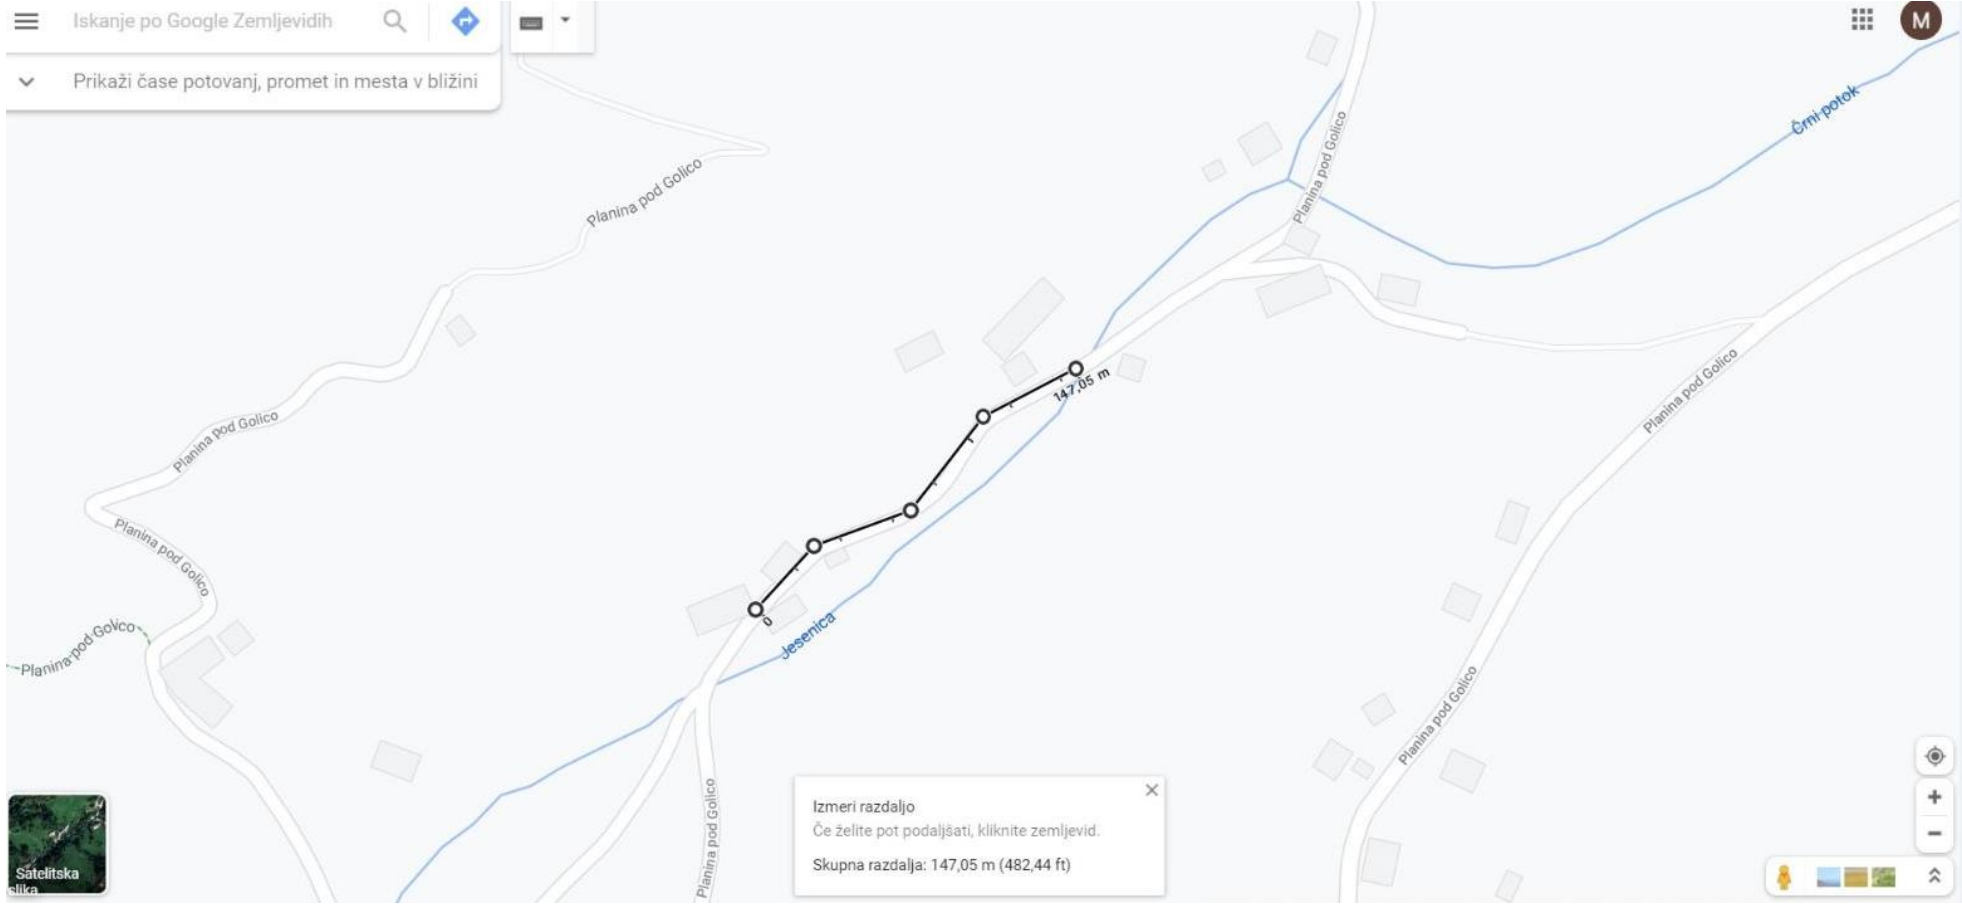 Iskanje po Google Zemljevidih
M
Prikaži čase potovanj, promet in mesta v bližini
Črni potok
Planina pod Golico
Planina pod Golico
Planina pod Golico
147,05 m
Planina pod Golico
Planina pod Golico
0
Jesenica
Planina pod Golico
Planina pod Golico
Planina pod Golico
Izmeri razdaljo
Če želite pot podaljšati, kliknite zemljevid.
Skupna razdalja: 147,05 m (482,44 ft)
Satelitska
slika